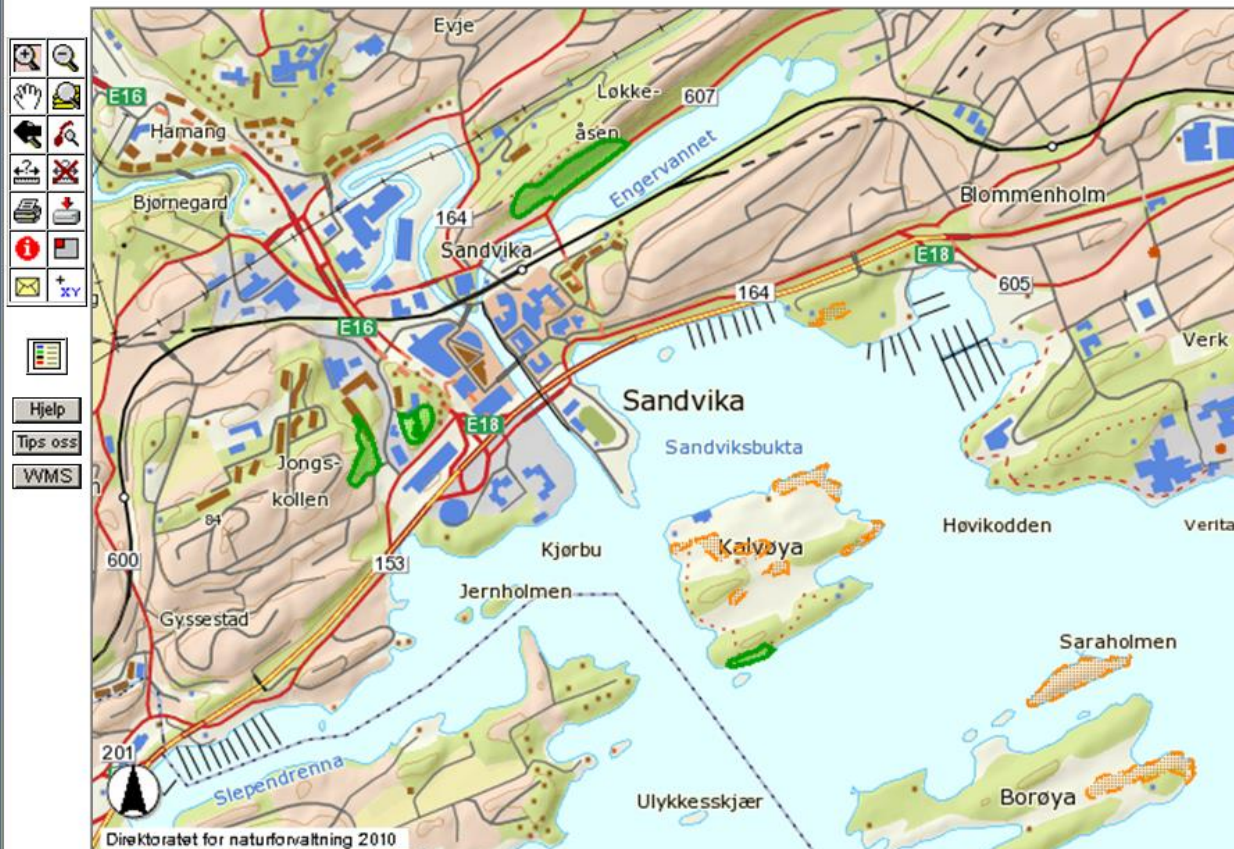 Evje
E16
Løkke-
607
åsen
Hamang
Engervannet
Bjørnegard
164
Blommenholm
Sandvika
E18
605
164
E16
Verk
Hjelp
Sandvika
E18
Tips oss
Sandviksbukta
WMS
Jongs-
kollen
84
Høvikodden
Verita
Kjørbu
Kalvøya
600
153
Jernholmen
Gyssestad
Saraholmen
201
Slependrenna
Ulykkesskjær
Borøya
Direktoratet for naturforvaltning 2010
XY